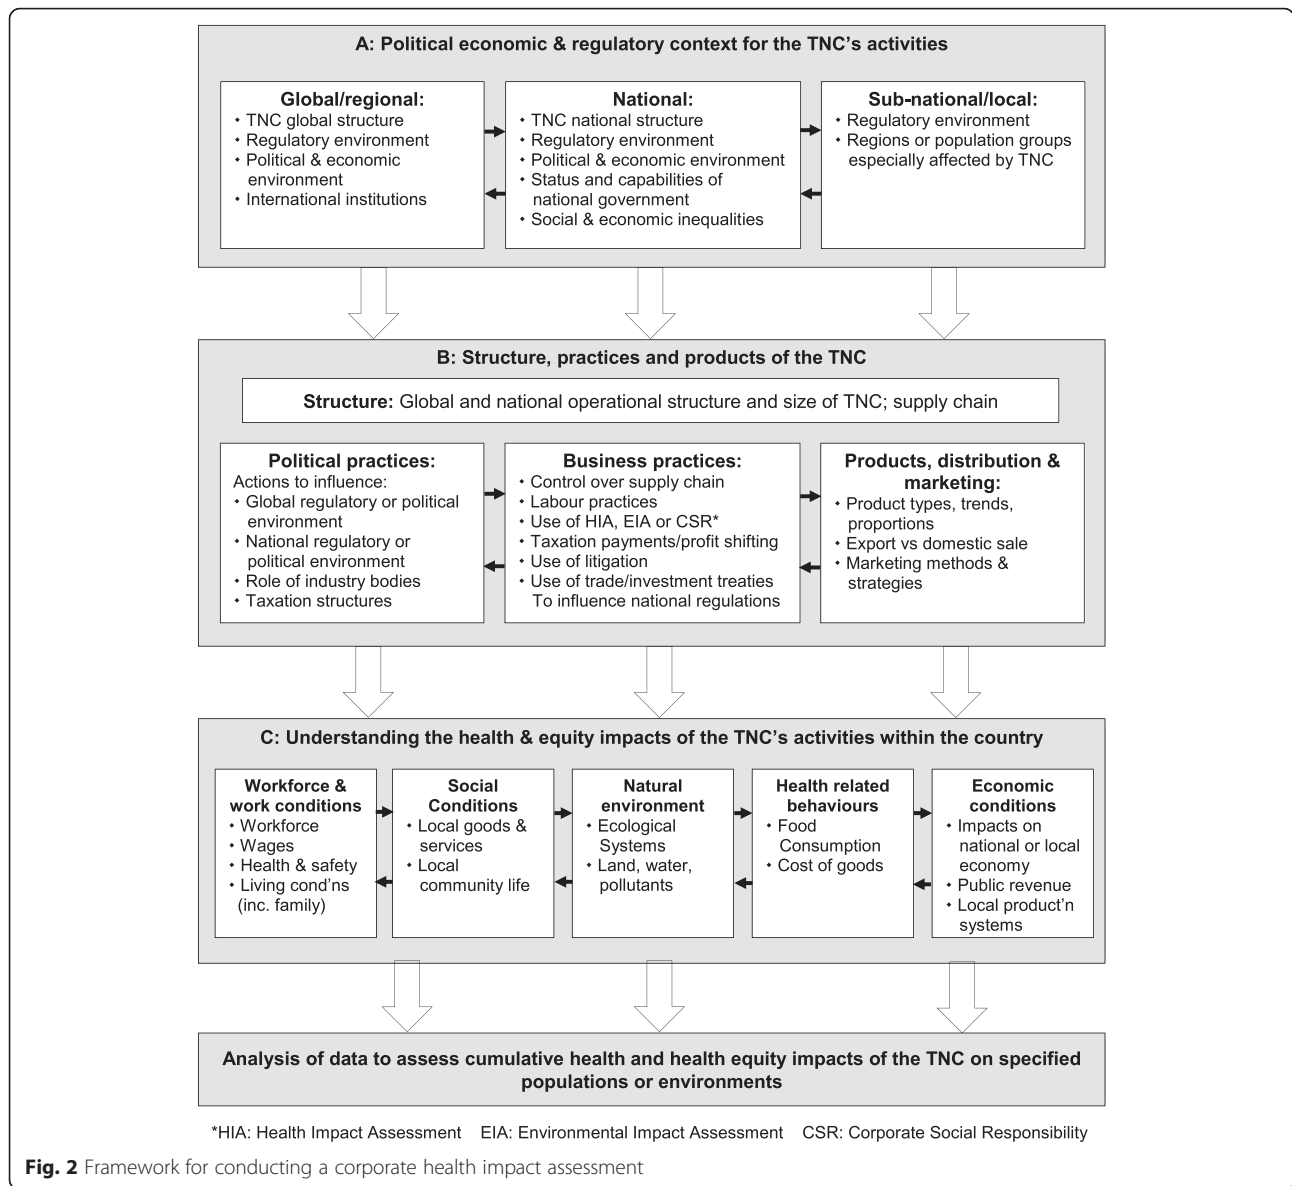 A: Political economic & regulatory context for the TNC's activities
Global/regional:
• TNC global structure
• Regulatory environment
• Political & economic
environment
• International institutions
National:
• TNC national structure
• Regulatory environment
• Political & economic environment
• Status and capabilities of
national government
• Social & economic inequalities
Sub-national/local:
• Regulatory environment
• Regions or population groups
especially affected by TNC
B: Structure, practices and products of the TNC
Structure: Global and national operational structure and size of TNC; supply chain
Political practices:
Actions to influence:
• Global regulatory or political
environment
• National regulatory or
political environment
• Role of industry bodies
• Taxation structures
Business practices:
• Control over supply chain
• Labour practices
• Use of HIA, EIA or CSR*
• Taxation payments/profit shifting
• Use of litigation
• Use of trade/investment treaties
To influence national regulations
Products, distribution &
marketing:
• Product types, trends,
proportions
• Export vs domestic sale
• Marketing methods &
strategies
C: Understanding the health & equity impacts of the TNC's activities within the country
Workforce &
work conditions
• Workforce
• Wages
• Health & safety
• Living cond'ns
(inc. family)
Social
Conditions
• Local goods &
services
• Local
community life
Natural
environment
• Ecological
Systems
• Land, water,
pollutants
Health related
behaviours
• Food
Consumption
• Cost of goods
Economic
conditions
• Impacts on
national or local
economy
• Public revenue
• Local product'n
systems
Analysis of data to assess cumulative health and health equity impacts of the TNC on specified
populations or environments
*HIA: Health Impact Assessment EIA: Environmental Impact Assessment CSR: Corporate Social Responsibility
Fig. 2 Framework for conducting a corporate health impact assessment